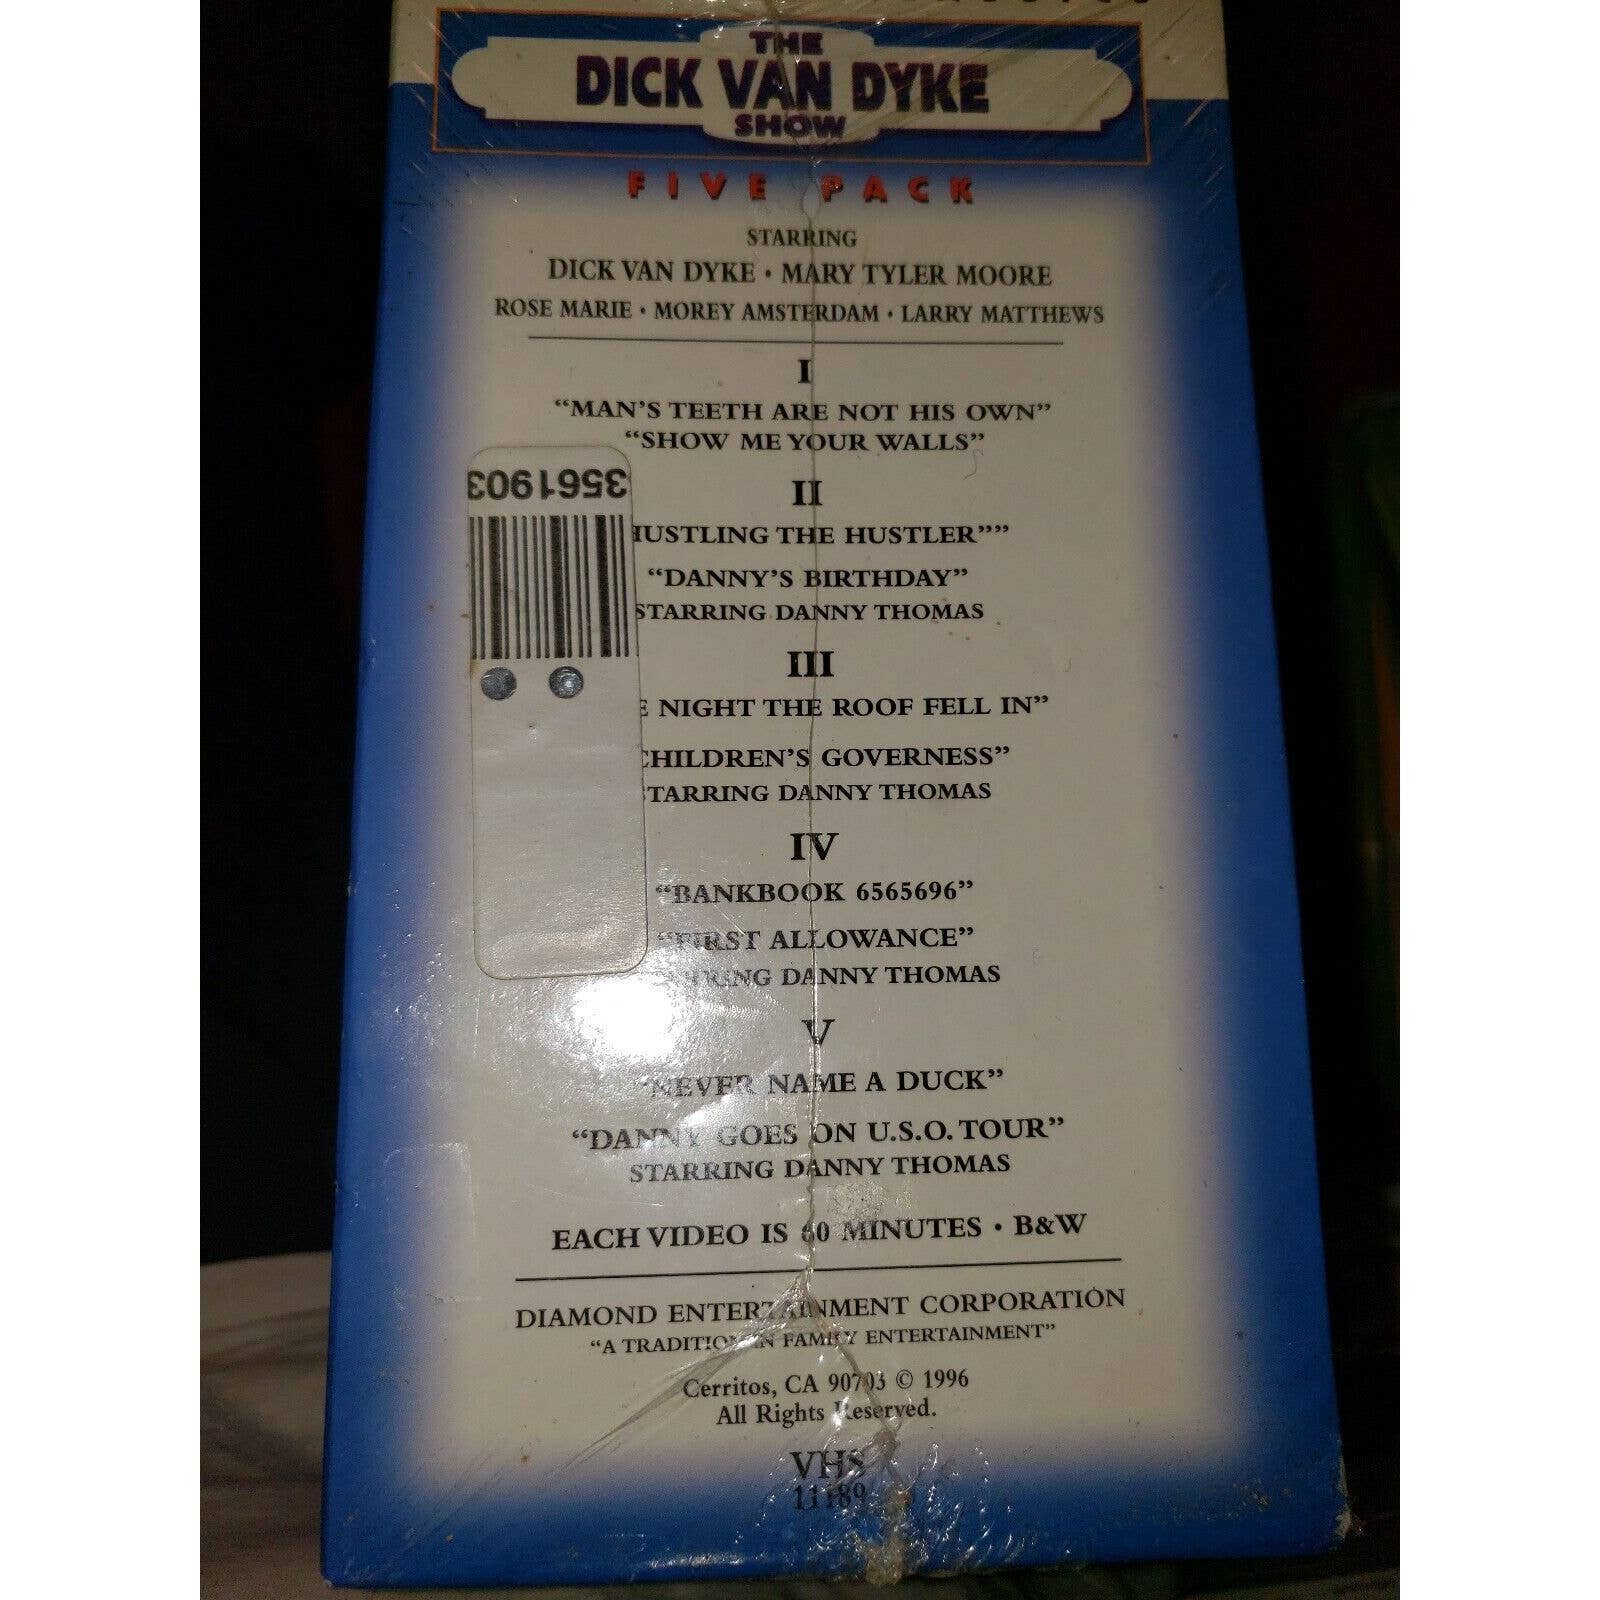 THE
DICK VAN DYKE
SHOW
FIVE PACK
STARRING
DICK VAN DYKE • MARY TYLER MOORE
ROSE MARIE • MOREY AMSTERDAM • LARRY MATTHEWS
I
“MAN’S TEETH ARE NOT HIS OWN”
“SHOW ME YOUR WALLS”
3561903
II
HUSTLING THE HUSTLER””
“DANNY’S BIRTHDAY”
STARRING DANNY THOMAS
III
NIGHT THE ROOF FELL IN”
CHILDREN’S GOVERNESS”
STARRING DANNY THOMAS
IV
“BANKBOOK 6565696”
“FIRST ALLOWANCE”
STARRING DANNY THOMAS
V
“NEVER NAME A DUCK”
“DANNY GOES ON U.S.O. TOUR”
STARRING DANNY THOMAS
EACH VIDEO IS 60 MINUTES • B&W
DIAMOND ENTERTAINMENT CORPORATION
“A TRADITION IN FAMILY ENTERTAINMENT”
Cerritos, CA 90703 © 1996
All Rights Reserved.
VHS